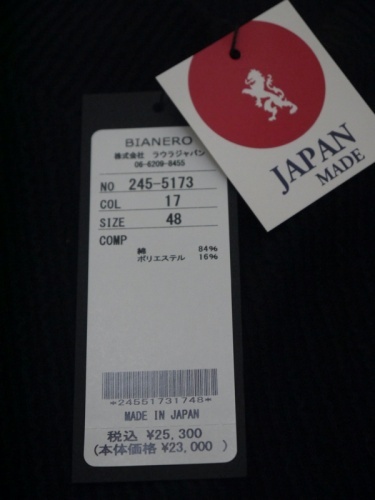 JAPAN
MADE
BIANERO
株式会社 ラウラジャパン
06-6209-8455
NO 245-5173
COL 17
SIZE 48
COMP
綿 84%
ポリエステル 16%
*24551731748*
MADE IN JAPAN
税込 ¥25,300
(本体価格 ¥23,000 )